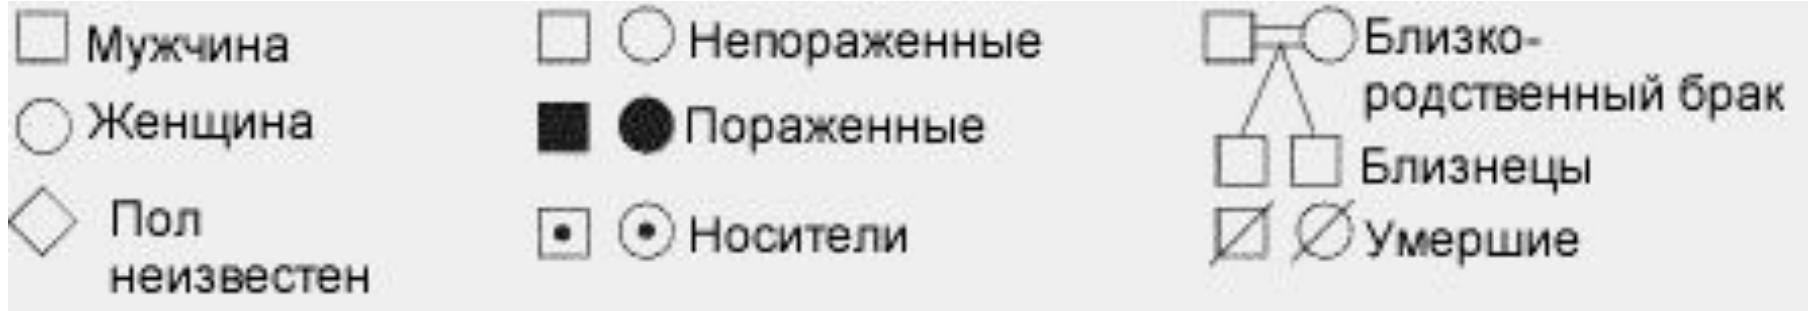 Мужчина
Женщина
Пол
неизвестен
Непораженные
Пораженные
Носители
Близко-
родственный брак
Близнецы
Умершие